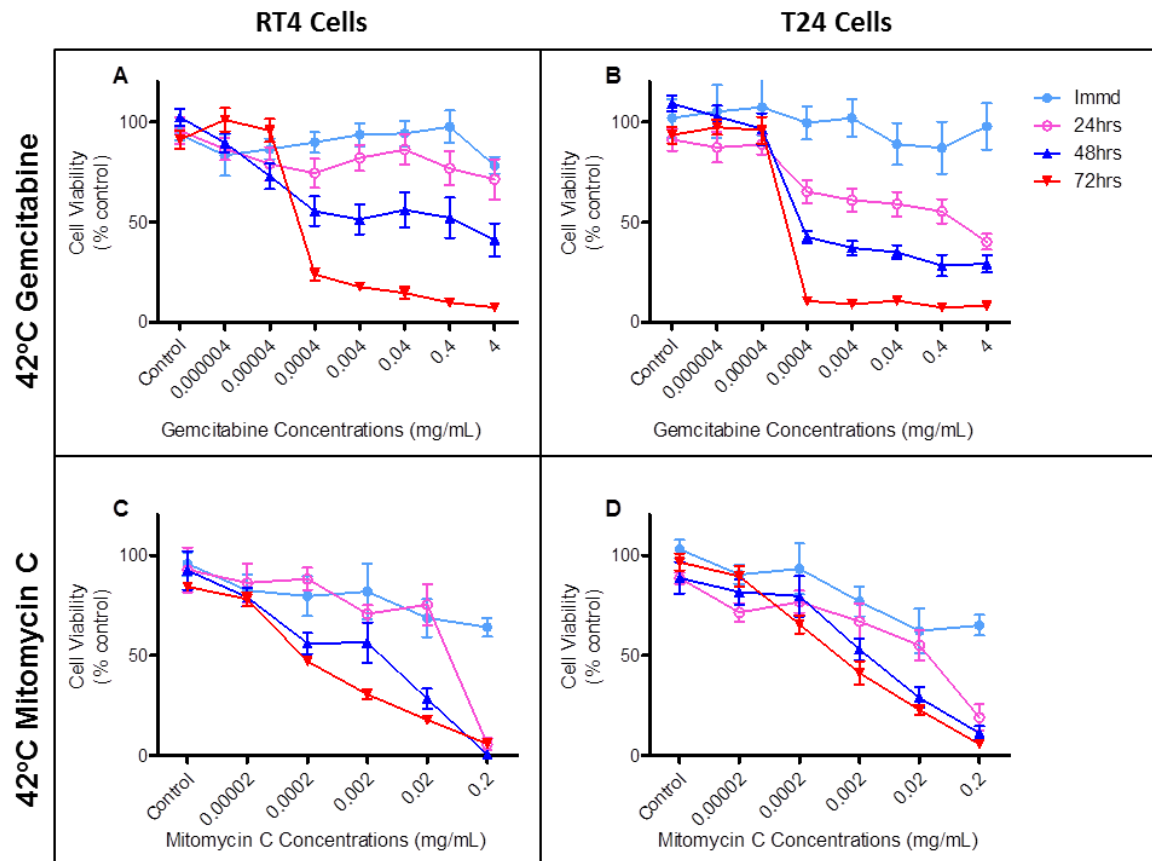 RT4 Cells
T24 Cells
42ºC Gemcitabine
A
Cell Viability
(% control)
100
50
0
Control
0.000004
0.00004
0.0004
0.004
0.04
0.4
4
Gemcitabine Concentrations (mg/mL)
B
Cell Viability
(% control)
100
50
0
Control
0.000004
0.00004
0.0004
0.004
0.04
0.4
4
Gemcitabine Concentrations (mg/mL)
Immd
24hrs
48hrs
72hrs
42ºC Mitomycin C
C
Cell Viability
(% control)
100
50
0
Control
0.00002
0.0002
0.002
0.02
0.2
Mitomycin C Concentrations (mg/mL)
D
Cell Viability
(% control)
100
50
0
Control
0.00002
0.0002
0.002
0.02
0.2
Mitomycin C Concentrations (mg/mL)